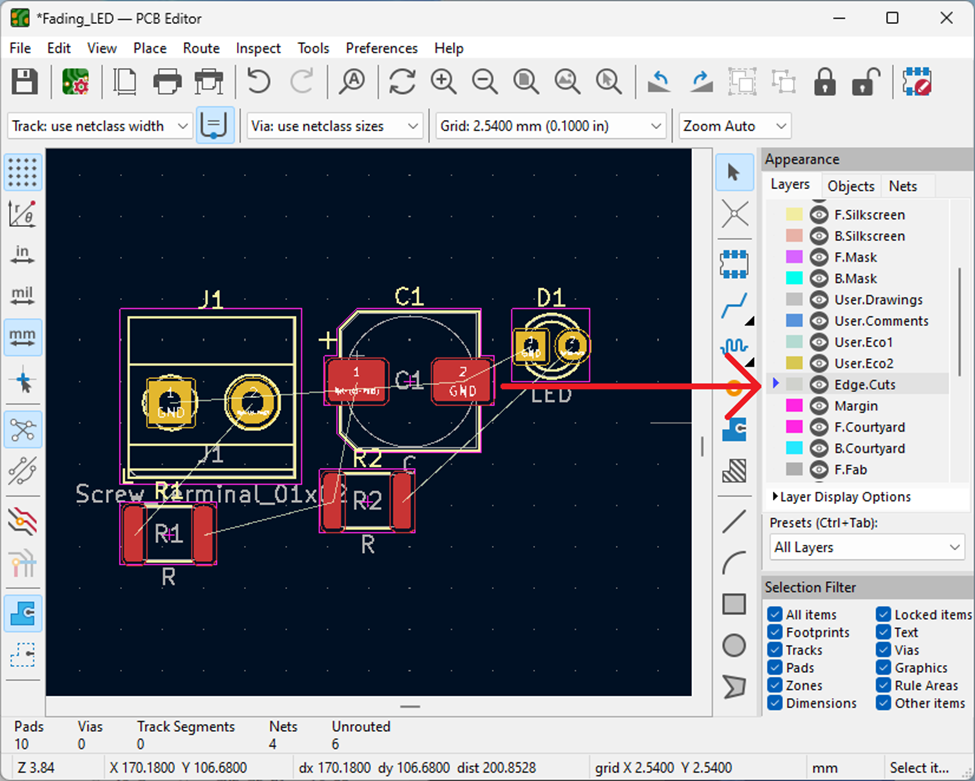 *Fading_LED — PCB Editor
File Edit View Place Route Inspect Tools Preferences Help
Track: use netclass width Via: use netclass sizes Grid: 2.5400 mm (0.1000 in) Zoom Auto
in
mil
mm
J1
C1
D1
+
1
GND
2
1
2
GND
C1
1
GND
2
LED
J1
R2
C
Screw_Terminal_01x
R1
R1
R2
R
R
Appearance
Layers Objects Nets
F.Silkscreen
B.Silkscreen
F.Mask
B.Mask
User.Drawings
User.Comments
User.Eco1
User.Eco2
Edge.Cuts
Margin
F.Courtyard
B.Courtyard
F.Fab
Layer Display Options
Presets (Ctrl+Tab):
All Layers
Selection Filter
All items Locked items
Footprints Text
Tracks Vias
Pads Graphics
Zones Rule Areas
Dimensions Other items
Pads Vias Track Segments Nets Unrouted
10 0 0 4 6
Z 3.84 X 170.1800 Y 106.6800 dx 170.1800 dy 106.6800 dist 200.8528 grid X 2.5400 Y 2.5400 mm Select it...